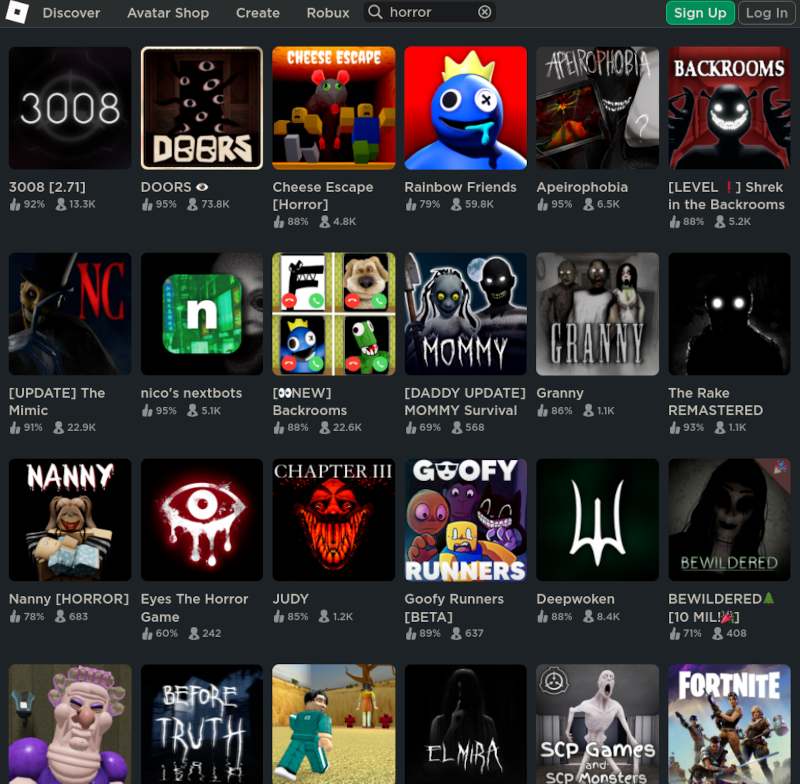 Discover Avatar Shop Create Robux horror Sign Up Log In
3008
DOORS
CHEESE ESCAPE
APEIROPHOBIA
?
BACKROOMS
3008 [2.71]
92% 13.3K
DOORS 👁
95% 73.8K
Cheese Escape
[Horror]
88% 4.8K
Rainbow Friends
79% 59.8K
Apeirophobia
95% 6.5K
[LEVEL ❗] Shrek
in the Backrooms
88% 5.2K
NC
n
F
MOMMY
GRANNY
[UPDATE] The
Mimic
91% 22.9K
nico's nextbots
95% 5.1K
[👀NEW]
Backrooms
88% 22.6K
[DADDY UPDATE]
MOMMY Survival
69% 568
Granny
86% 1.1K
The Rake
REMASTERED
93% 1.1K
NANNY
CHAPTER III
GOOFY
RUNNERS
BEWILDERED
Nanny [HORROR]
78% 683
Eyes The Horror
Game
60% 242
JUDY
85% 1.2K
Goofy Runners
[BETA]
89% 637
Deepwoken
88% 8.4K
BEWILDERED🌲
[10 MIL!🎉]
71% 408
BEFORE
TRUTH
ELMIRA
SCP Games
and
SCP Monsters
FORTNITE